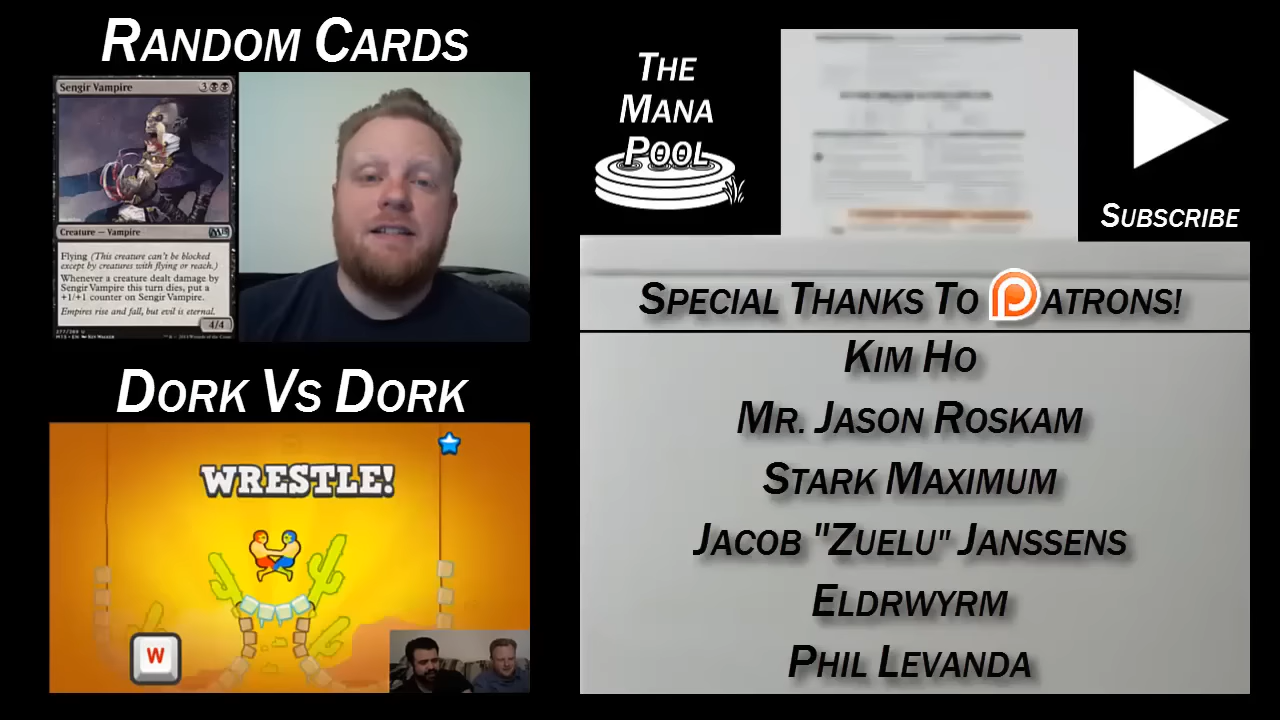 RANDOM CARDS
Sengir Vampire 3
Creature — Vampire
Flying (This creature can't be blocked
except by creatures with flying or reach.)
Whenever a creature dealt damage by
Sengir Vampire this turn dies, put a
+1/+1 counter on Sengir Vampire.
Empires rise and fall, but evil is eternal.
4/4
DORK VS DORK
WRESTLE!
W
THE
MANA
POOL
SUBSCRIBE
SPECIAL THANKS TO PATRONS!
KIM HO
MR. JASON ROSKAM
STARK MAXIMUM
JACOB "ZUELU" JANSSENS
ELDRWYRM
PHIL LEVANDA